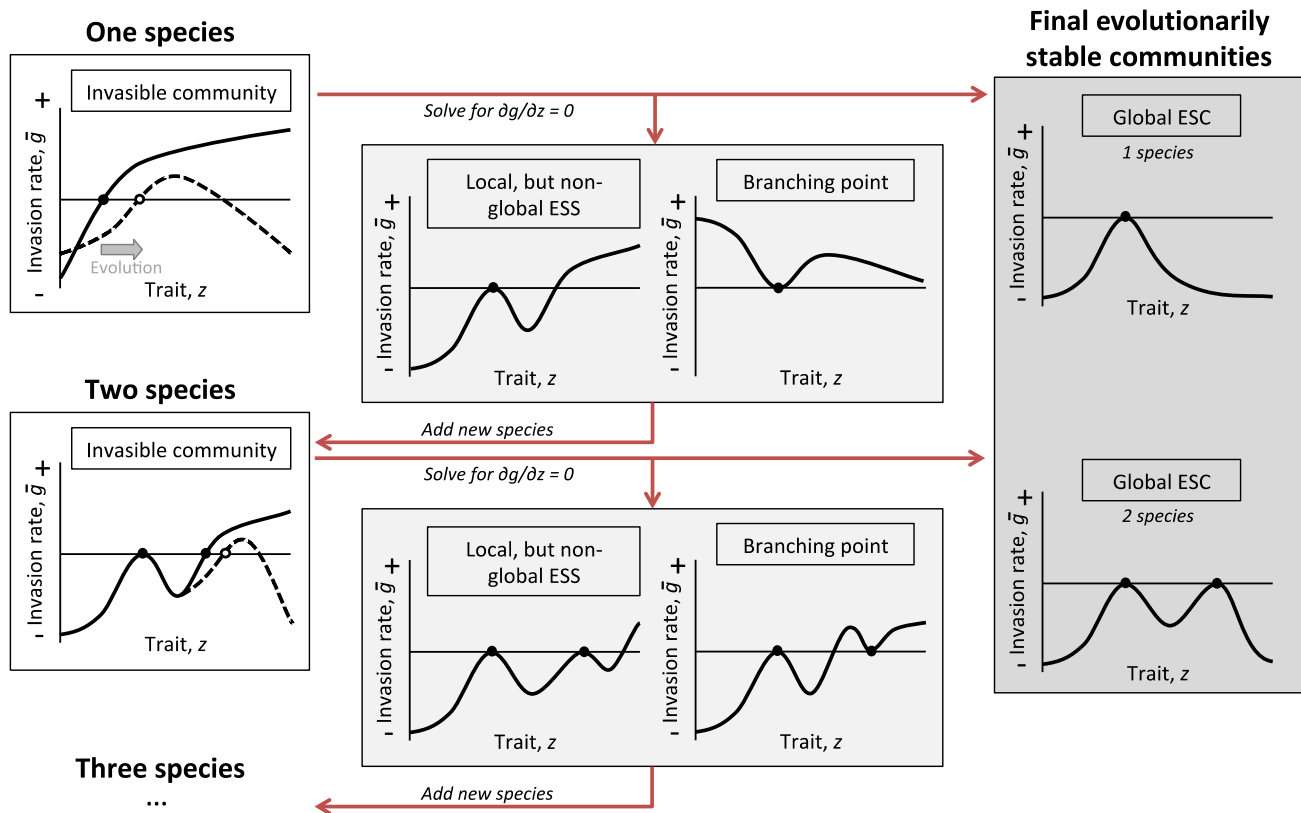 One species
Invasible community
+
Invasion rate, g̅
-
Evolution
Trait, z
Solve for ∂g/∂z = 0
Local, but non-
global ESS
+
Invasion rate, g̅
-
Trait, z
Branching point
+
Invasion rate, g̅
-
Trait, z
Final evolutionarily
stable communities
Global ESC
1 species
+
Invasion rate, g̅
-
Trait, z
Add new species
Two species
Invasible community
+
Invasion rate, g̅
-
Trait, z
Solve for ∂g/∂z = 0
Local, but non-
global ESS
+
Invasion rate, g̅
-
Trait, z
Branching point
+
Invasion rate, g̅
-
Trait, z
Global ESC
2 species
+
Invasion rate, g̅
-
Trait, z
Add new species
Three species
...